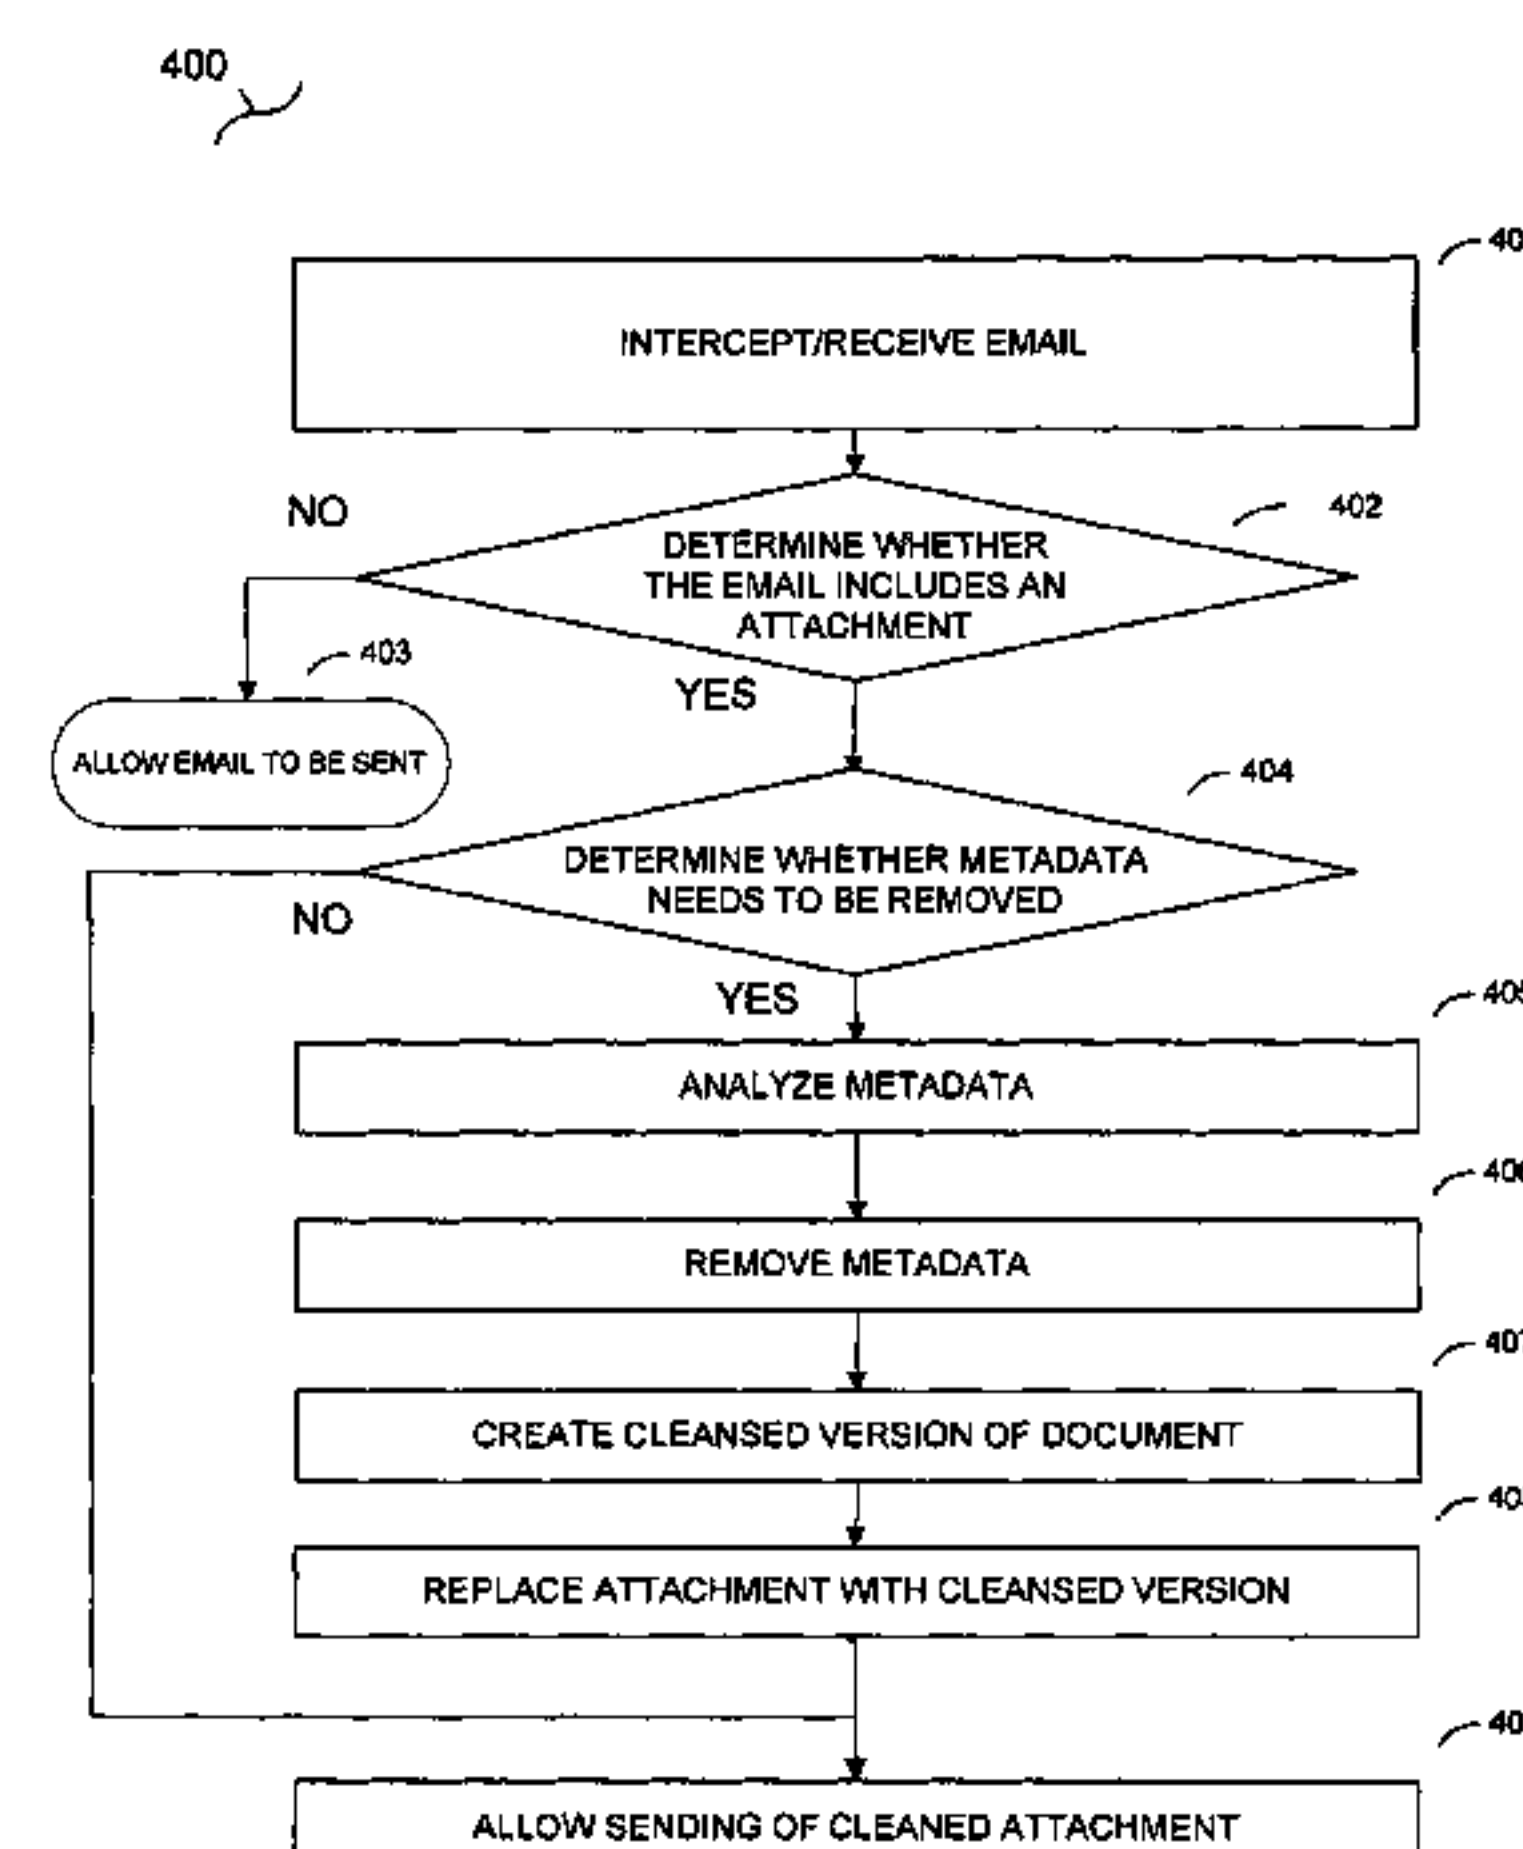 400
INTERCEPT/RECEIVE EMAIL
NO
402
DETERMINE WHETHER
THE EMAIL INCLUDES AN
ATTACHMENT
403
YES
ALLOW EMAIL TO BE SENT
404
DETERMINE WHETHER METADATA
NEEDS TO BE REMOVED
NO
YES
ANALYZE METADATA
REMOVE METADATA
CREATE CLEANSED VERSION OF DOCUMENT
REPLACE ATTACHMENT WITH CLEANSED VERSION
ALLOW SENDING OF CLEANED ATTACHMENT